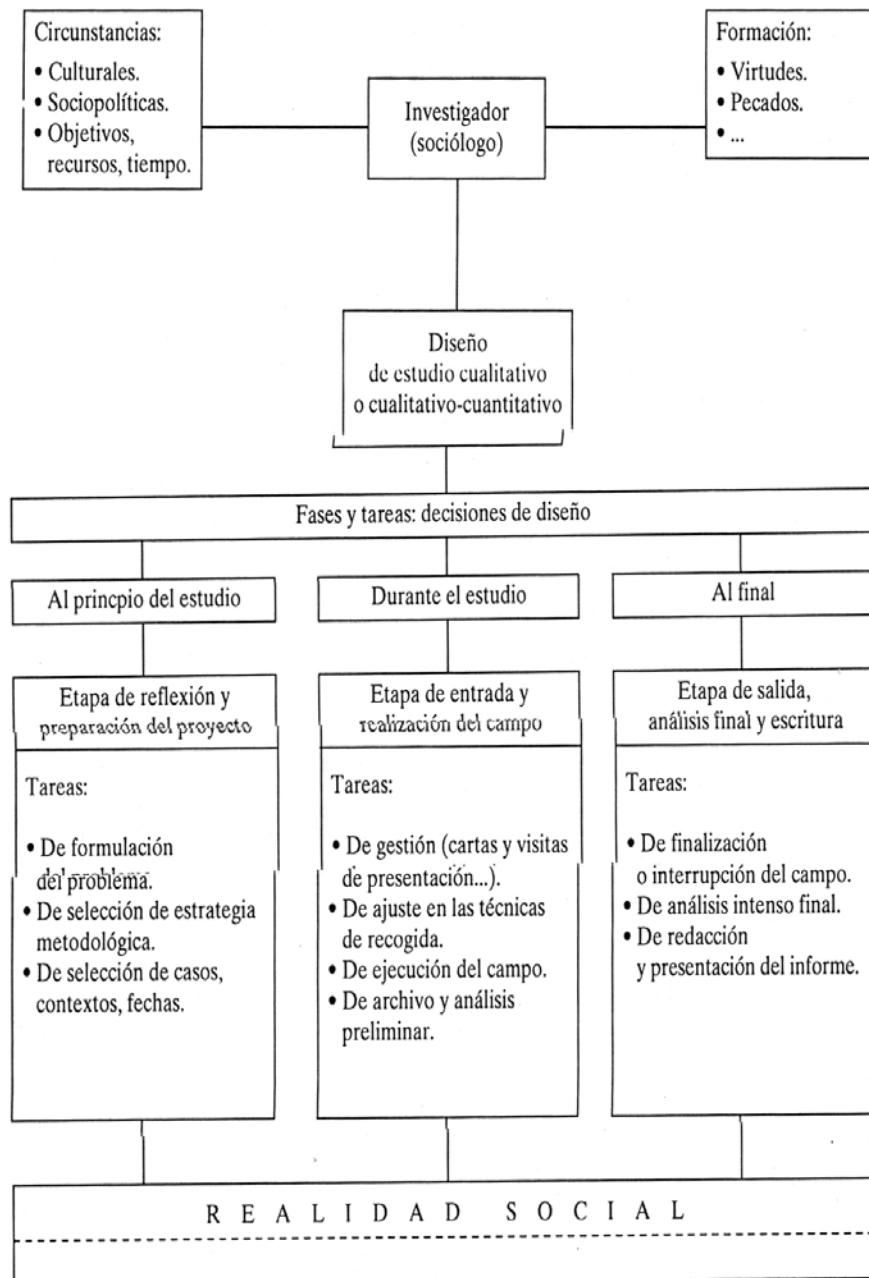 Circunstancias:
• Culturales.
• Sociopolíticas.
• Objetivos,
recursos, tiempo.
Investigador
(sociólogo)
Formación:
• Virtudes.
• Pecados.
• ...
Diseño
de estudio cualitativo
o cualitativo-cuantitativo
Fases y tareas: decisiones de diseño
Al princpio del estudio
Durante el estudio
Al final
Etapa de reflexión y
preparación del proyecto
Tareas:
• De formulación
del problema.
• De selección de estrategia
metodológica.
• De selección de casos,
contextos, fechas.
Etapa de entrada y
realización del campo
Tareas:
• De gestión (cartas y visitas
de presentación...).
• De ajuste en las técnicas
de recogida.
• De ejecución del campo.
• De archivo y análisis
preliminar.
Etapa de salida,
análisis final y escritura
Tareas:
• De finalización
o interrupción del campo.
• De análisis intenso final.
• De redacción
y presentación del informe.
REALIDAD SOCIAL